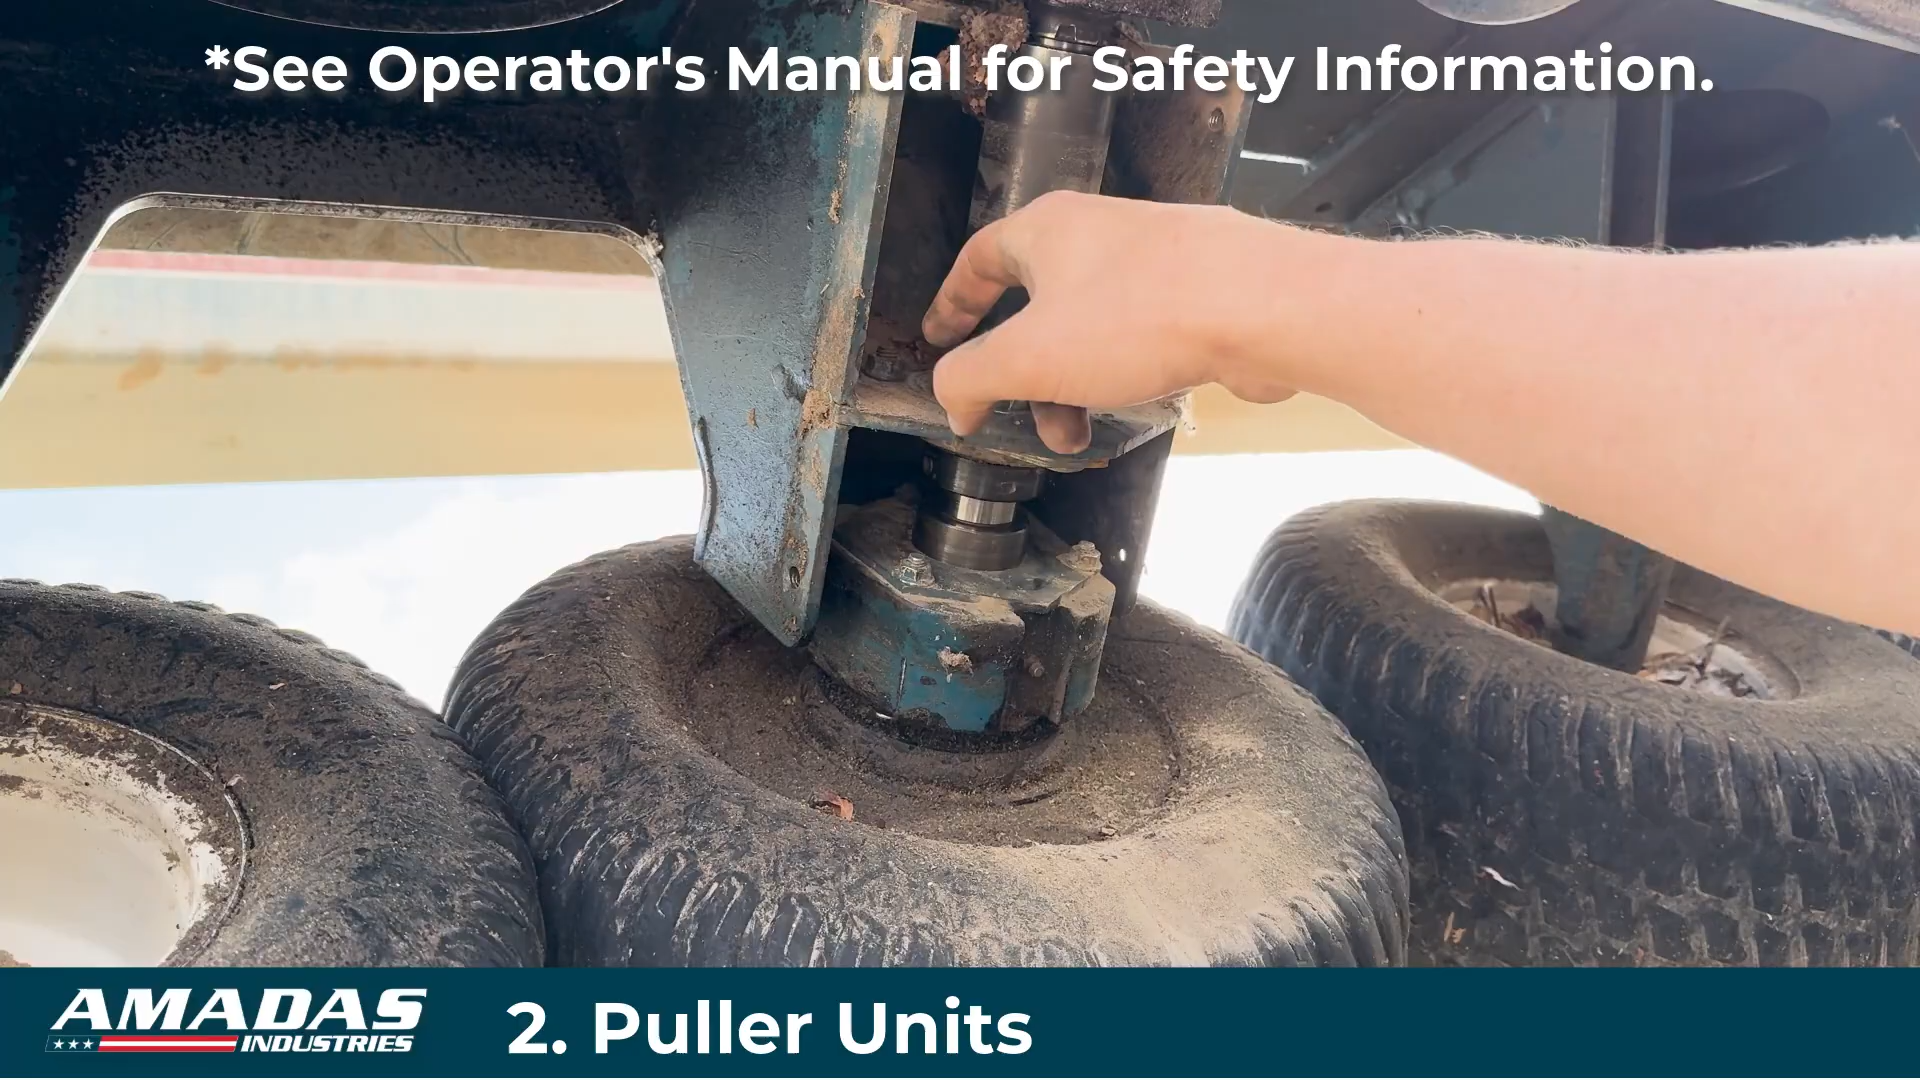 *See Operator's Manual for Safety Information.
AMADAS
INDUSTRIES
2. Puller Units